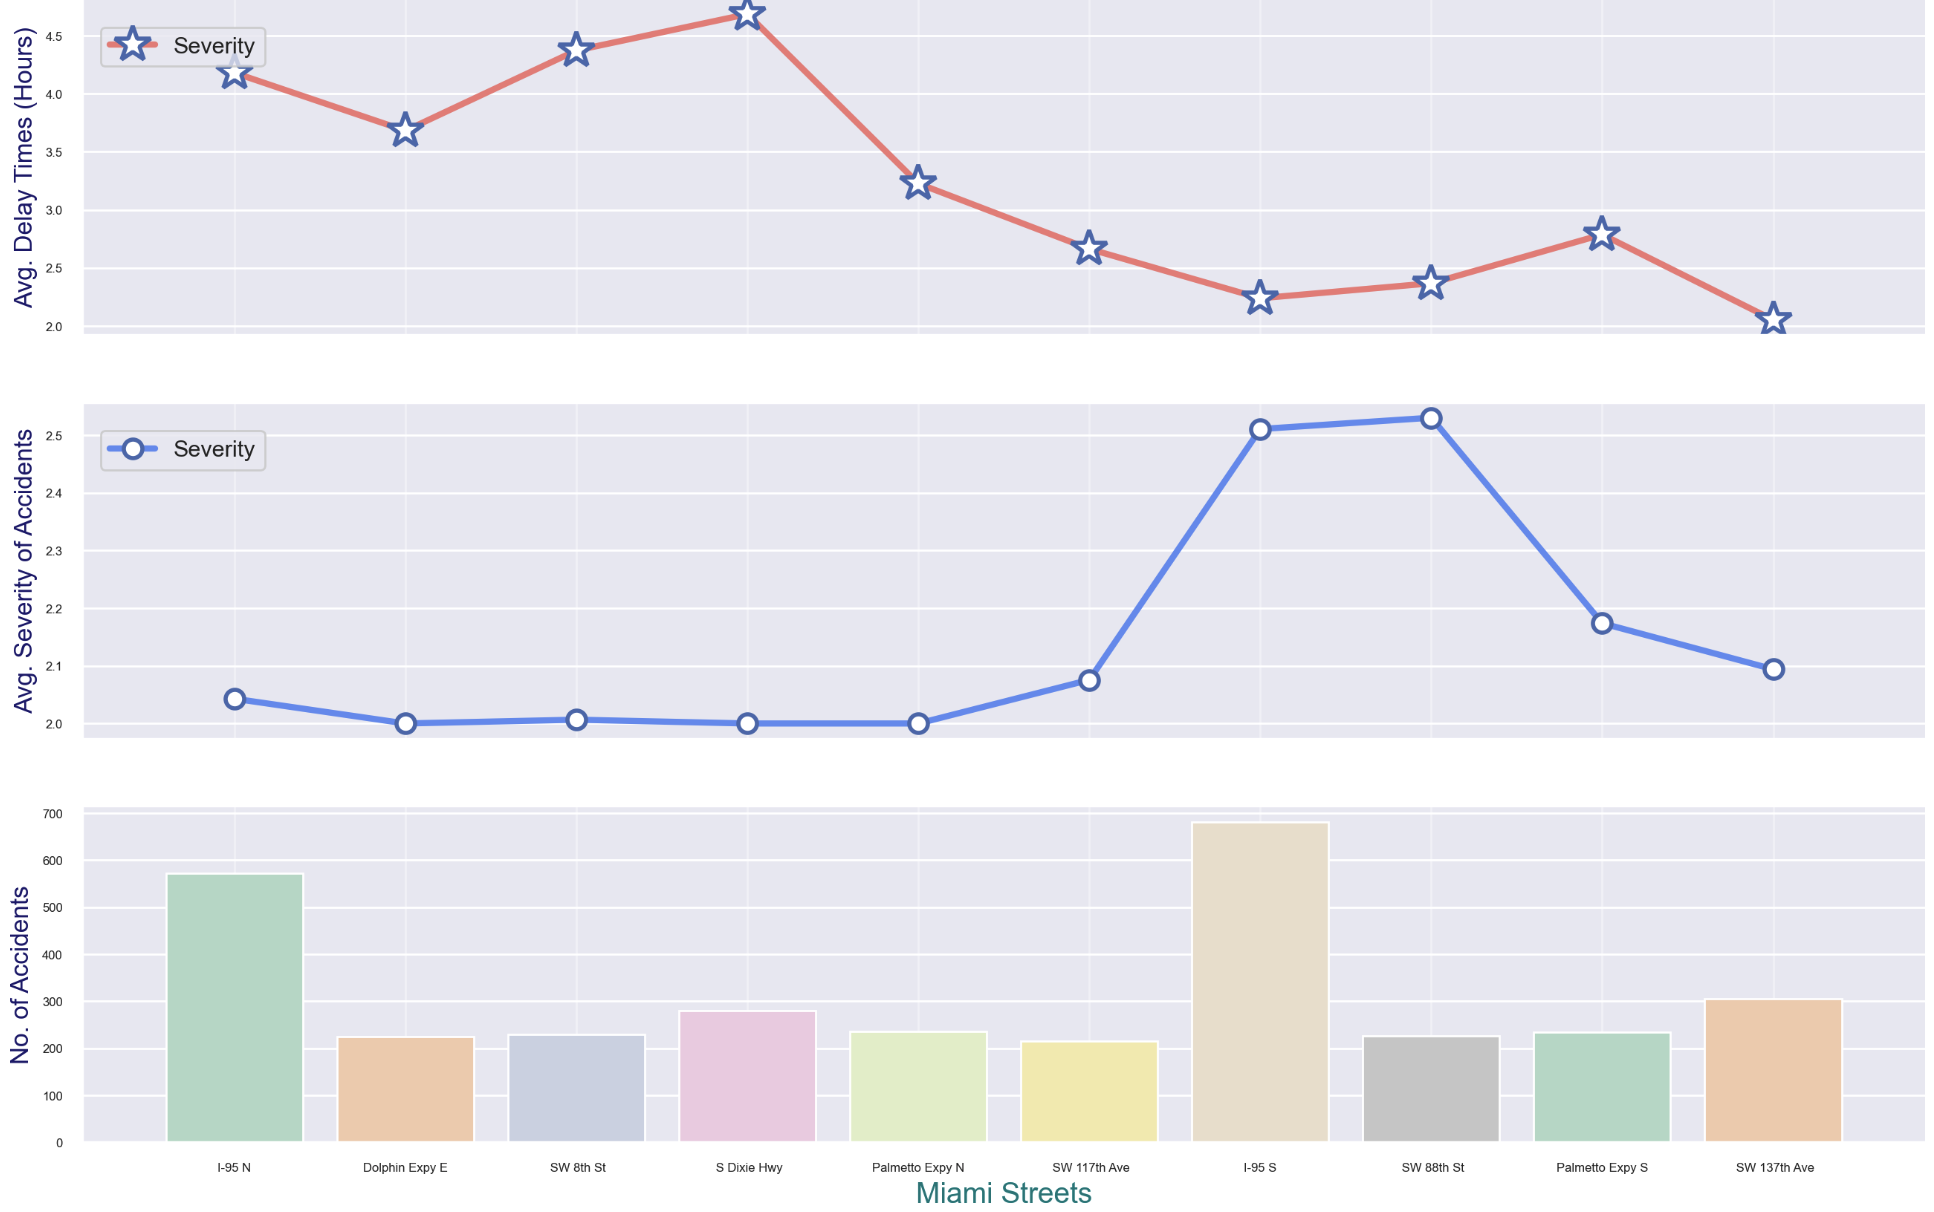 Avg. Delay Times (Hours)
4.5
4.0
3.5
3.0
2.5
2.0
Severity
Avg. Severity of Accidents
2.5
2.4
2.3
2.2
2.1
2.0
Severity
No. of Accidents
700
600
500
400
300
200
100
0
I-95 N Dolphin Expy E SW 8th St S Dixie Hwy Palmetto Expy N SW 117th Ave I-95 S SW 88th St Palmetto Expy S SW 137th Ave
Miami Streets